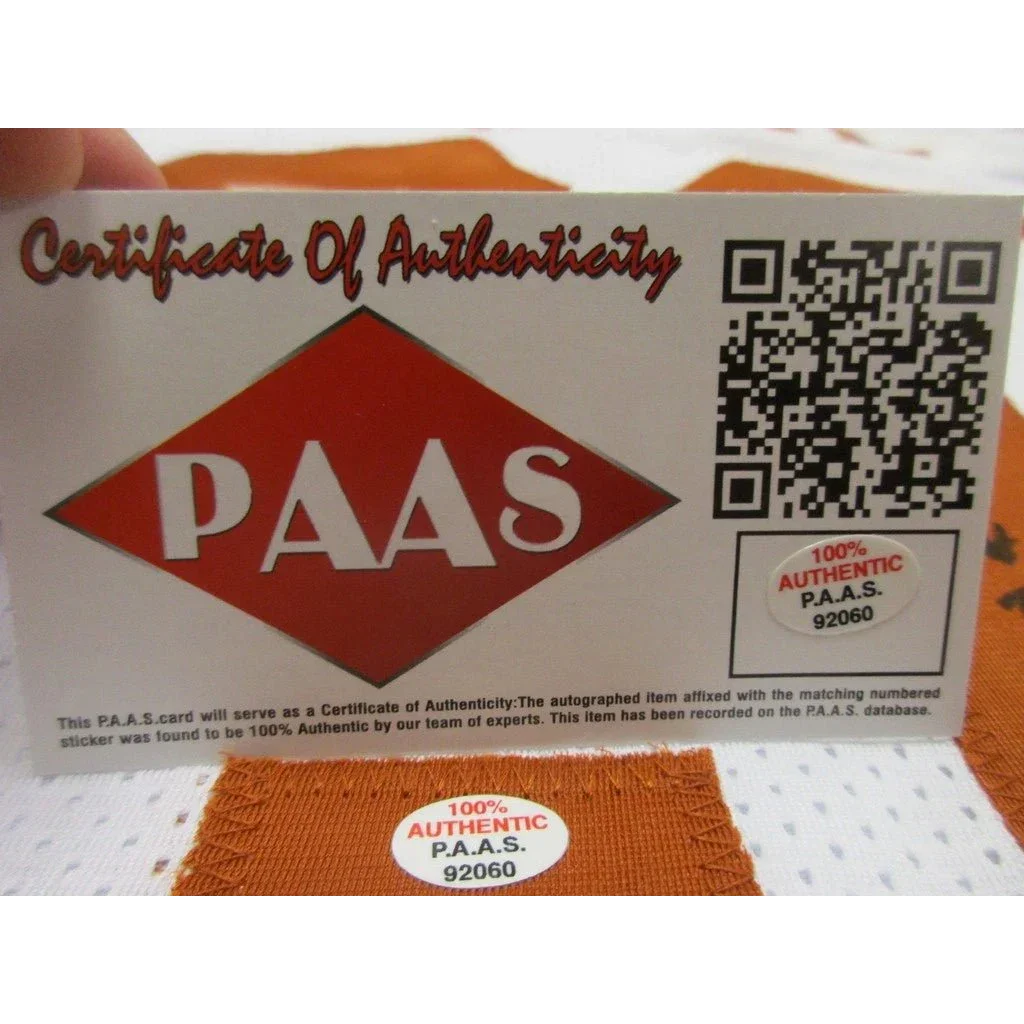 Certificate Of Authenticity
PAAS
100%
AUTHENTIC
P.A.A.S.
92060
This P.A.A.S.card will serve as a Certificate of Authenticity:The autographed item affixed with the matching numbered
sticker was found to be 100% Authentic by our team of experts. This item has been recorded on the P.A.A.S. database.
100%
AUTHENTIC
P.A.A.S.
92060